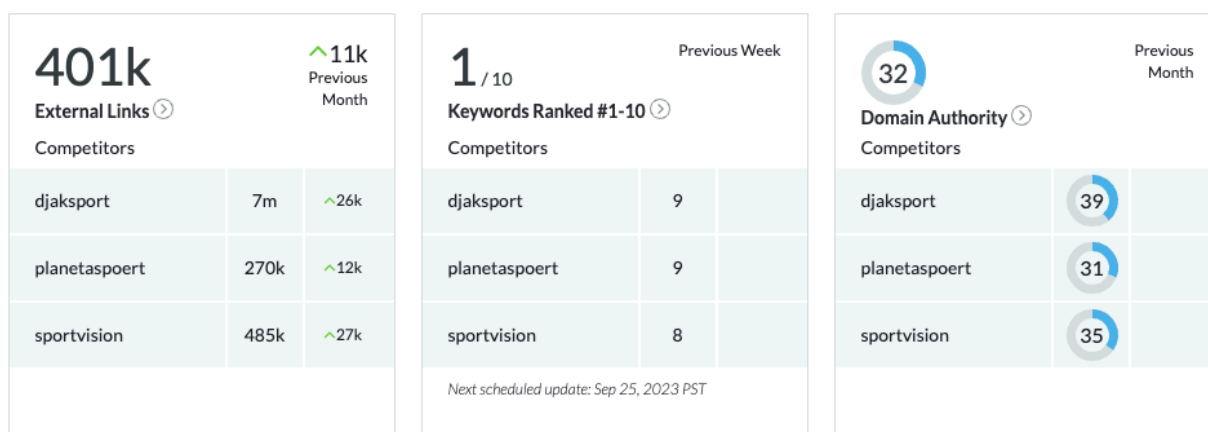 401k
11k
Previous
Month
External Links
Competitors
djaksport 7m 26k
planetaspoert 270k 12k
sportvision 485k 27k
1 / 10
Previous Week
Keywords Ranked #1-10
Competitors
djaksport 9
planetaspoert 9
sportvision 8
Next scheduled update: Sep 25, 2023 PST
32
Previous
Month
Domain Authority
Competitors
djaksport 39
planetaspoert 31
sportvision 35